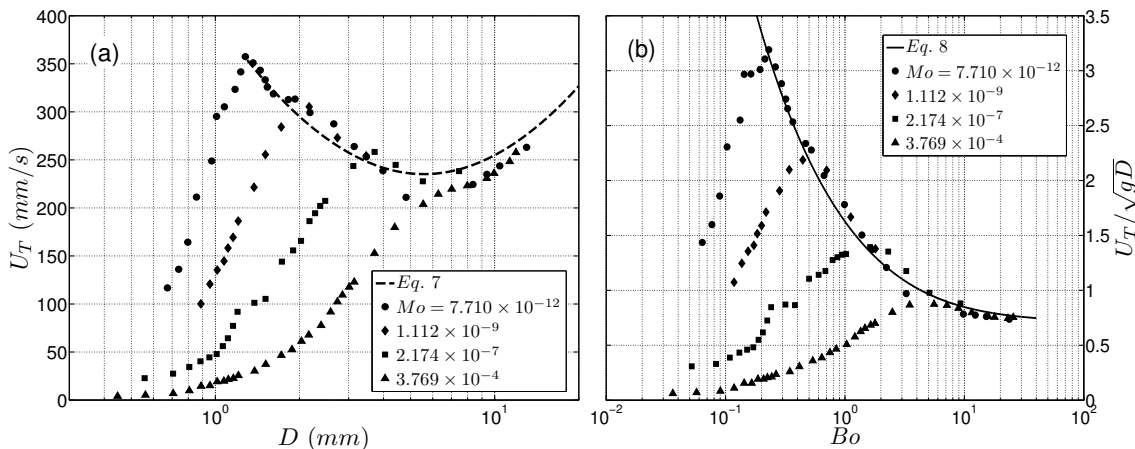 400
350
300
250
200
150
100
50
0
U_T (mm/s)
(a)
Eq. 7
Mo = 7.710 × 10^{-12}
1.112 × 10^{-9}
2.174 × 10^{-7}
3.769 × 10^{-4}
10^0
10^1
D (mm)
(b)
Eq. 8
Mo = 7.710 × 10^{-12}
1.112 × 10^{-9}
2.174 × 10^{-7}
3.769 × 10^{-4}
3.5
3
2.5
2
1.5
1
0.5
0
U_T/√gD
10^{-2}
10^{-1}
10^0
10^1
10^2
Bo